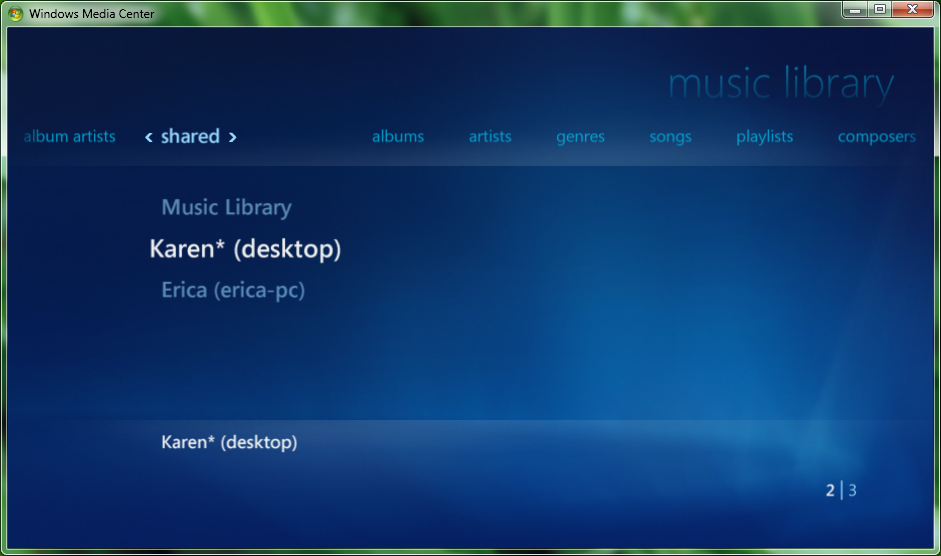 Windows Media Center
music library
album artists < shared > albums artists genres songs playlists composers
Music Library
Karen* (desktop)
Erica (erica-pc)
Karen* (desktop)
2 | 3